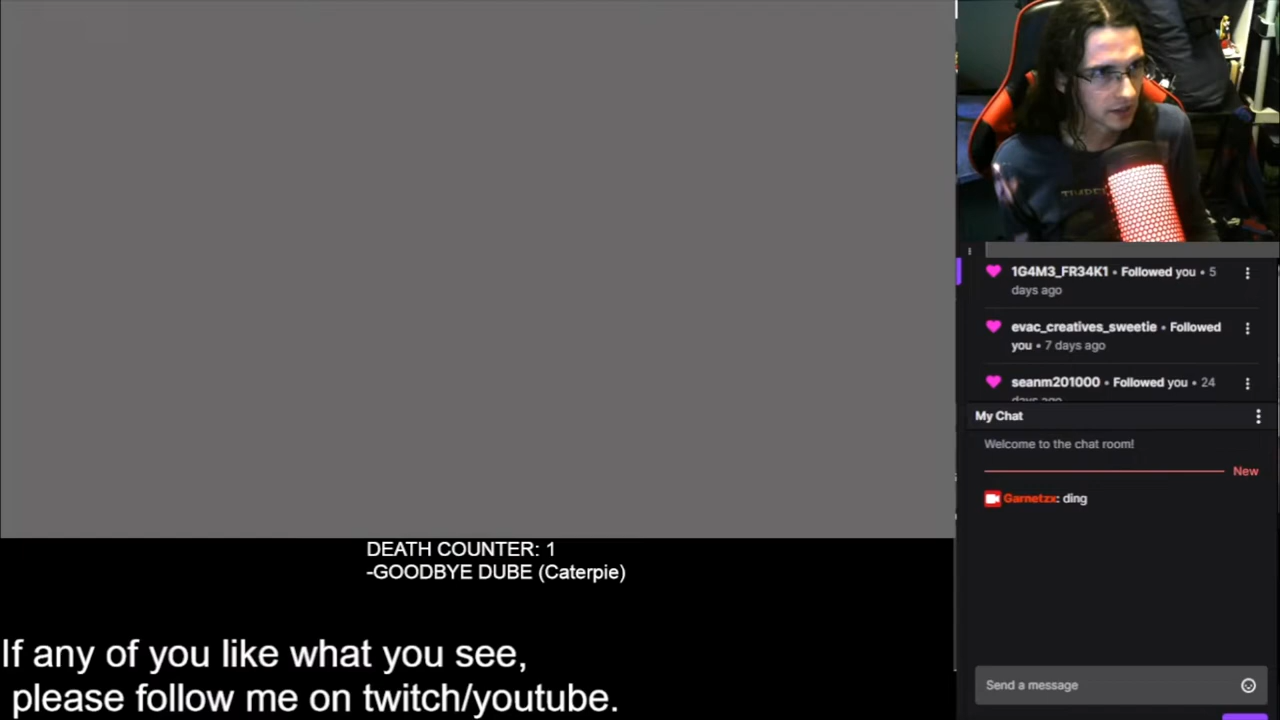 1G4M3_FR34K1 • Followed you • 5
days ago
evac_creatives_sweetie • Followed
you • 7 days ago
seanm201000 • Followed you • 24
days ago
My Chat
Welcome to the chat room!
New
Garnetzx: ding
DEATH COUNTER: 1
-GOODBYE DUBE (Caterpie)
If any of you like what you see,
please follow me on twitch/youtube.
Send a message